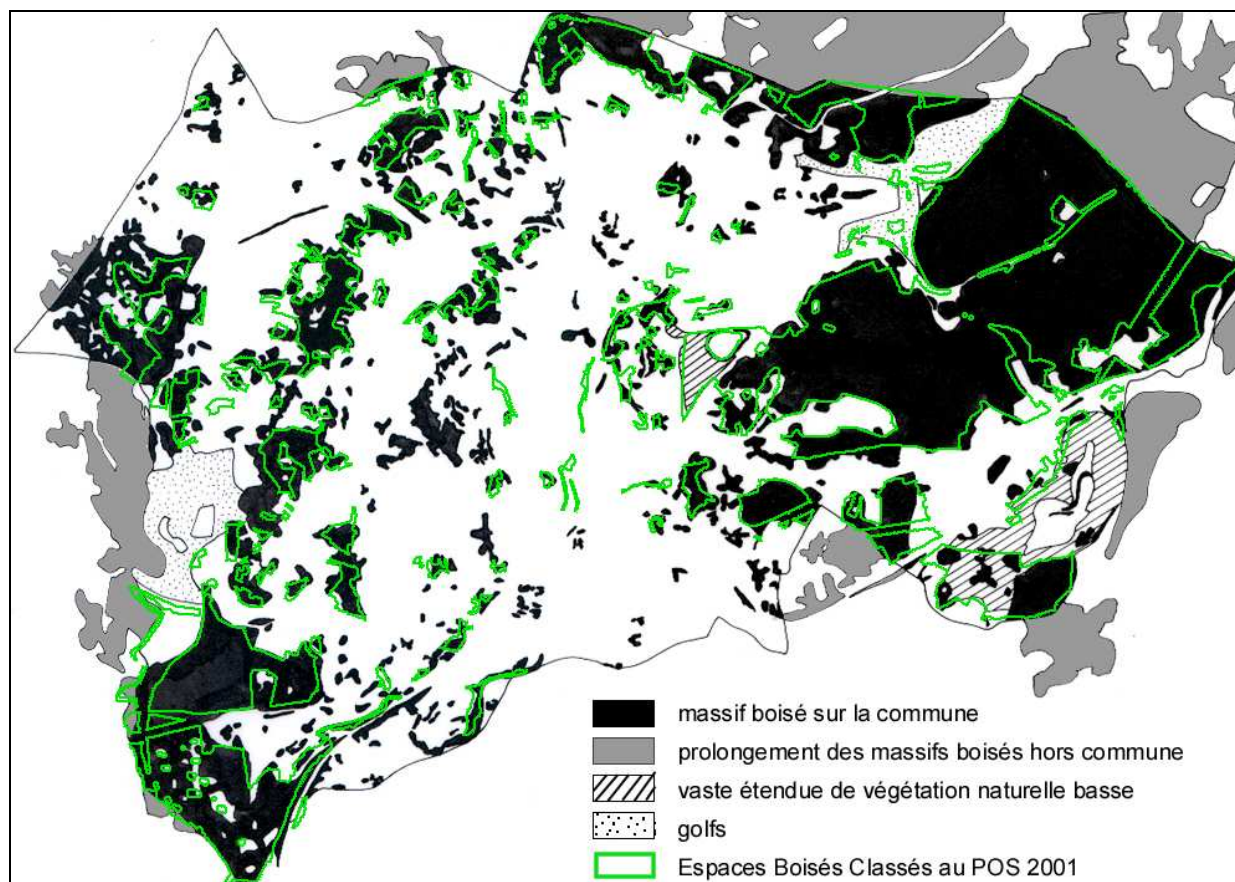 massif boisé sur la commune
prolongement des massifs boisés hors commune
vaste étendue de végétation naturelle basse
golfs
Espaces Boisés Classés au POS 2001